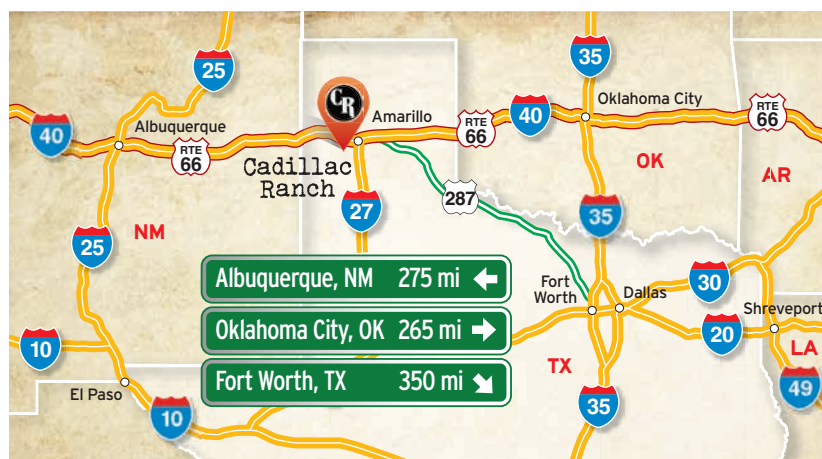 25
35
CR
Amarillo
40
Oklahoma City
RTE
66
RTE
66
40
Albuquerque
RTE
66
Cadillac
Ranch
OK
AR
287
27
35
NM
25
Albuquerque, NM 275 mi
Fort
Worth
Dallas
30
Oklahoma City, OK 265 mi
Shreveport
20
10
LA
TX
Fort Worth, TX 350 mi
El Paso
49
10
35